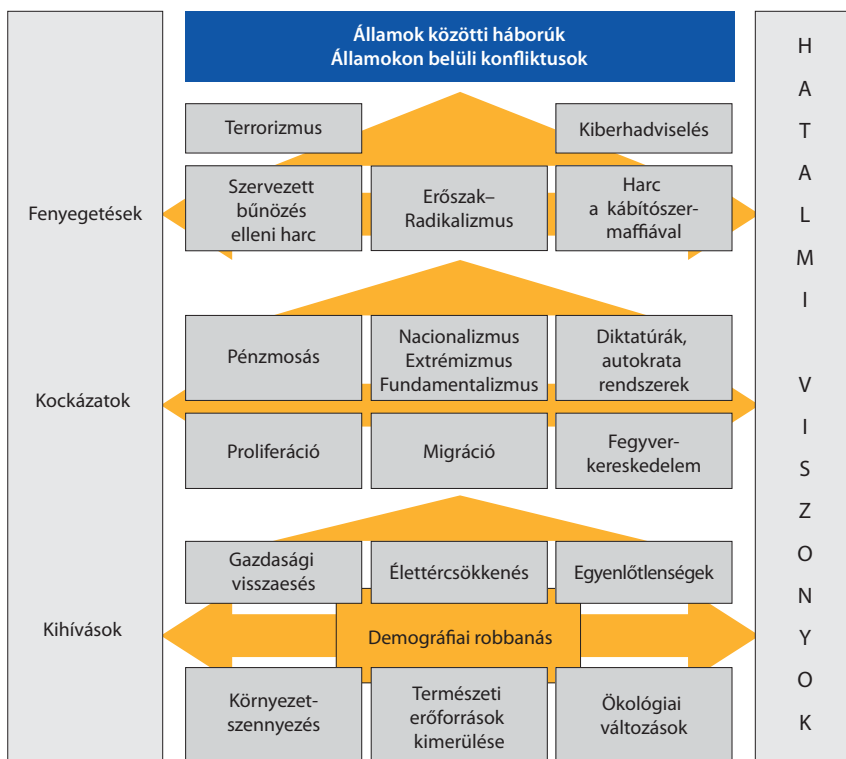 Államok közötti háborúk
Államokon belüli konfliktusok
Terrorizmus
Kiberhadviselés
Fenyegetések
Szervezett
bűnözés
elleni harc
Erőszak–
Radikalizmus
Harc
a kábítószer-
maffiával
Kockázatok
Pénzmosás
Nacionalizmus
Extrémizmus
Fundamentalizmus
Diktatúrák,
autokrata
rendszerek
Proliferáció
Migráció
Fegyver-
kereskedelem
Kihívások
Gazdasági
visszaesés
Élettércsökkenés
Egyenlőtlenségek
Demográfiai robbanás
Környezet-
szennyezés
Természeti
erőforrások
kimerülése
Ökológiai
változások
H
A
T
A
L
M
I
V
I
S
Z
O
N
Y
O
K